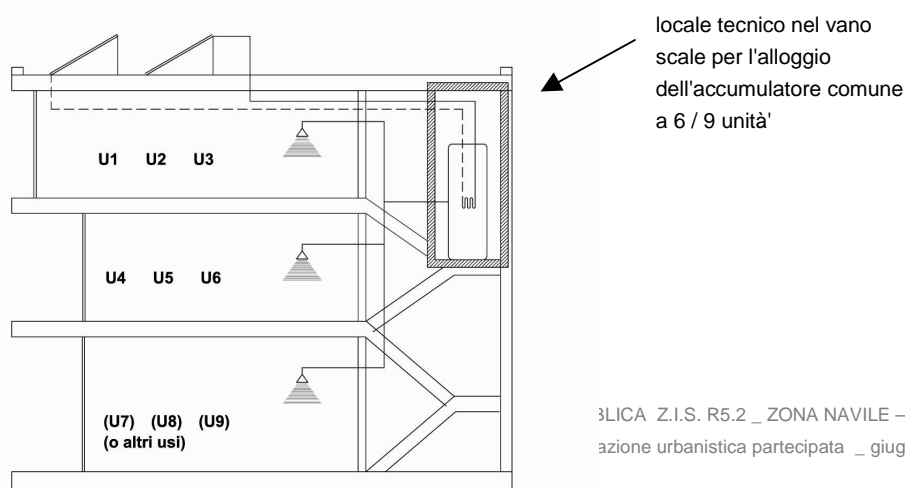 locale tecnico nel vano
scale per l'alloggio
dell'accumulatore comune
a 6 / 9 unità'
U1 U2 U3
U4 U5 U6
(U7) (U8) (U9)
(o altri usi)
Z.I.S. R5.2 _ ZONA NAVILE –
urbanistica partecipata _